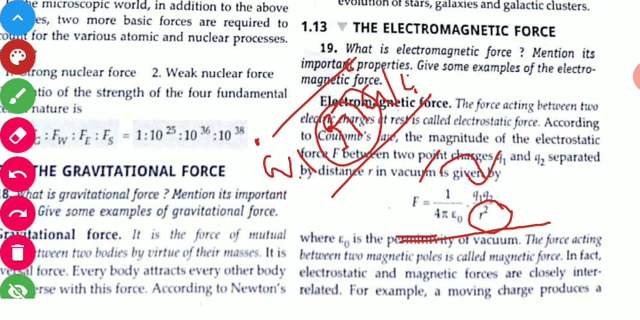 e microscopic world, in addition to the above
es, two more basic forces are required to
for the various atomic and nuclear processes.
strong nuclear force 2. Weak nuclear force
tio of the strength of the four fundamental
nature is
: F_W : F_E : F_S = 1 : 10^25 : 10^36 : 10^38
THE GRAVITATIONAL FORCE
8. What is gravitational force ? Mention its important
Give some examples of gravitational force.
Gravitational force. It is the force of mutual
tween two bodies by virtue of their masses. It is
versal force. Every body attracts every other body
erse with this force. According to Newton's
evolution of stars, galaxies and galactic clusters.
1.13 ▼ THE ELECTROMAGNETIC FORCE
19. What is electromagnetic force ? Mention its
important properties. Give some examples of the electro-
magnetic force.
Electromagnetic force. The force acting between two
electric charges at rest is called electrostatic force. According
to Coulomb's law, the magnitude of the electrostatic
force F between two point charges q1 and q2 separated
by distance r in vacuum is given by
F = 1/4π ε0 . q1q2/r²
where ε0 is the permittivity of vacuum. The force acting
between two magnetic poles is called magnetic force. In fact,
electrostatic and magnetic forces are closely inter-
related. For example, a moving charge produces a